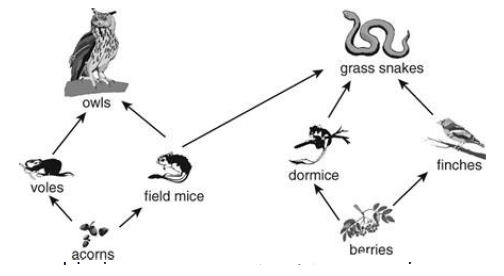 owls
grass snakes
voles
field mice
dormice
finches
acorns
berries